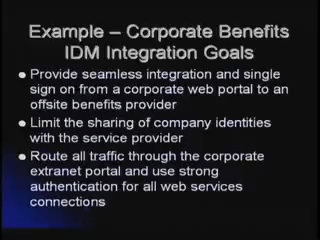 Example – Corporate Benefits
IDM Integration Goals
● Provide seamless integration and single
sign on from a corporate web portal to an
offsite benefits provider
● Limit the sharing of company identities
with the service provider
● Route all traffic through the corporate
extranet portal and use strong
authentication for all web services
connections